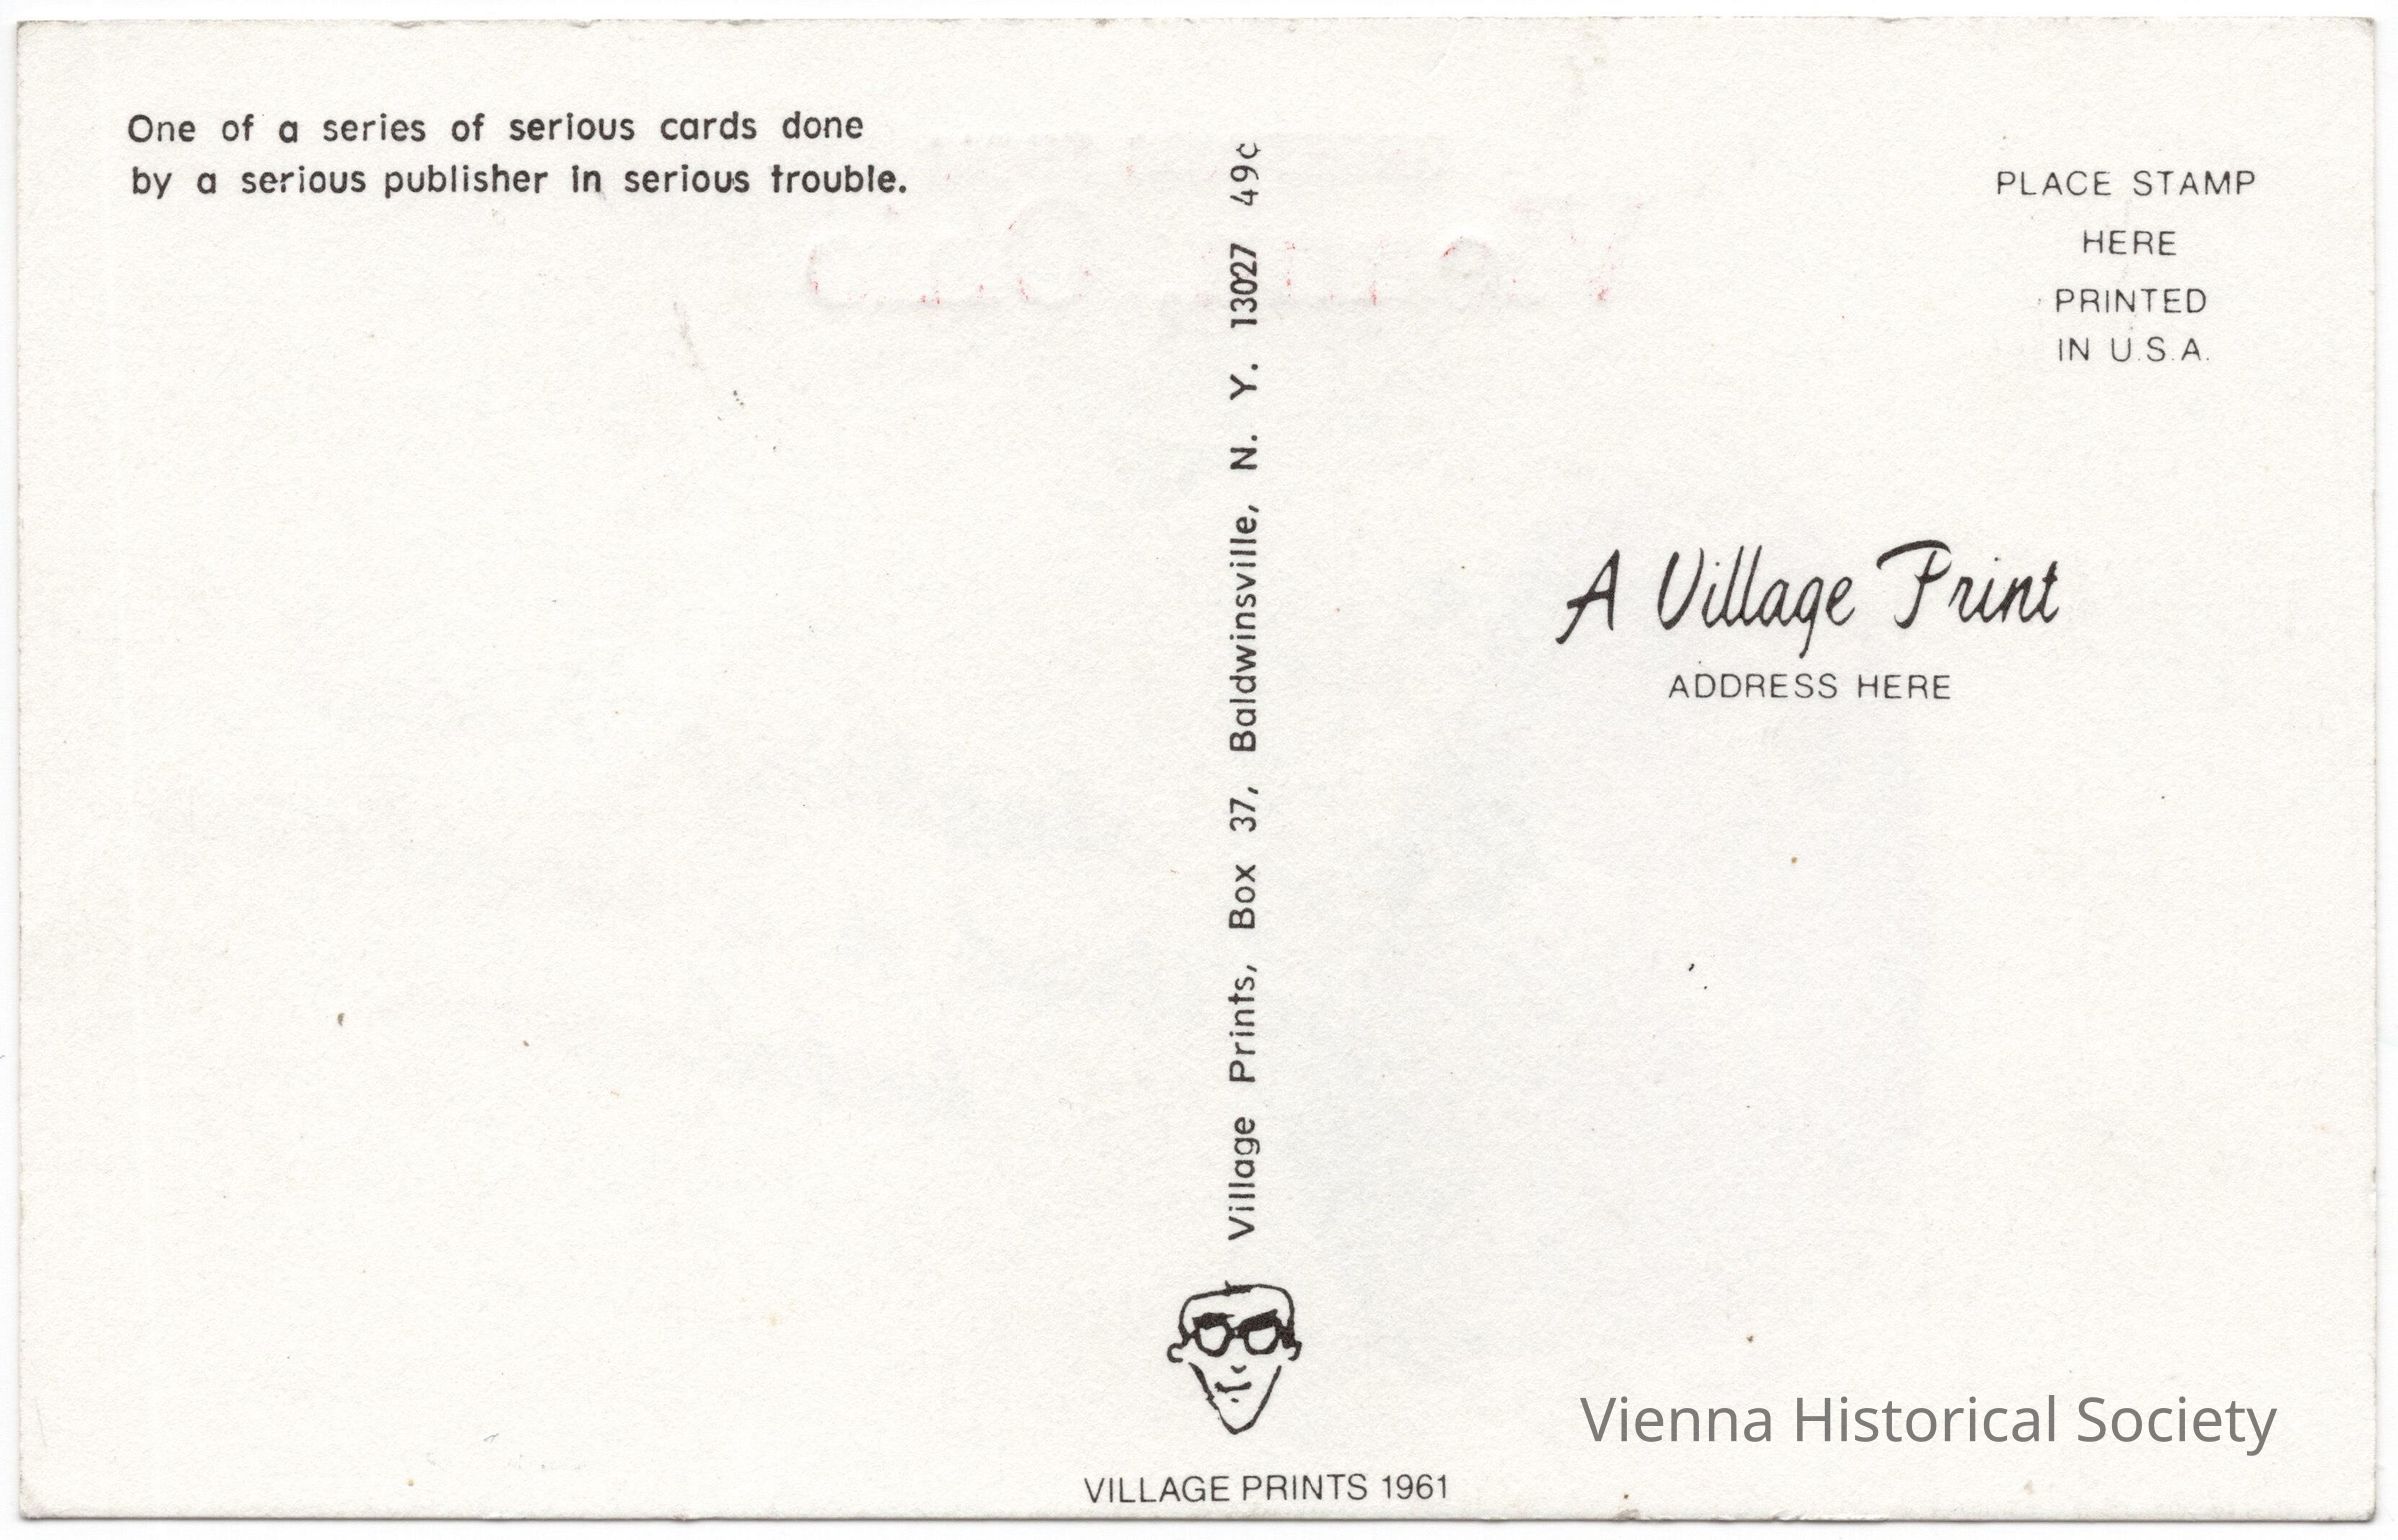 One of a series of serious cards done
by a serious publisher in serious trouble.
Village Prints, Box 37, Baldwinsville, N. Y. 13027 49¢
PLACE STAMP
HERE
PRINTED
IN U.S.A.
A Village Print
ADDRESS HERE
VILLAGE PRINTS 1961
Vienna Historical Society